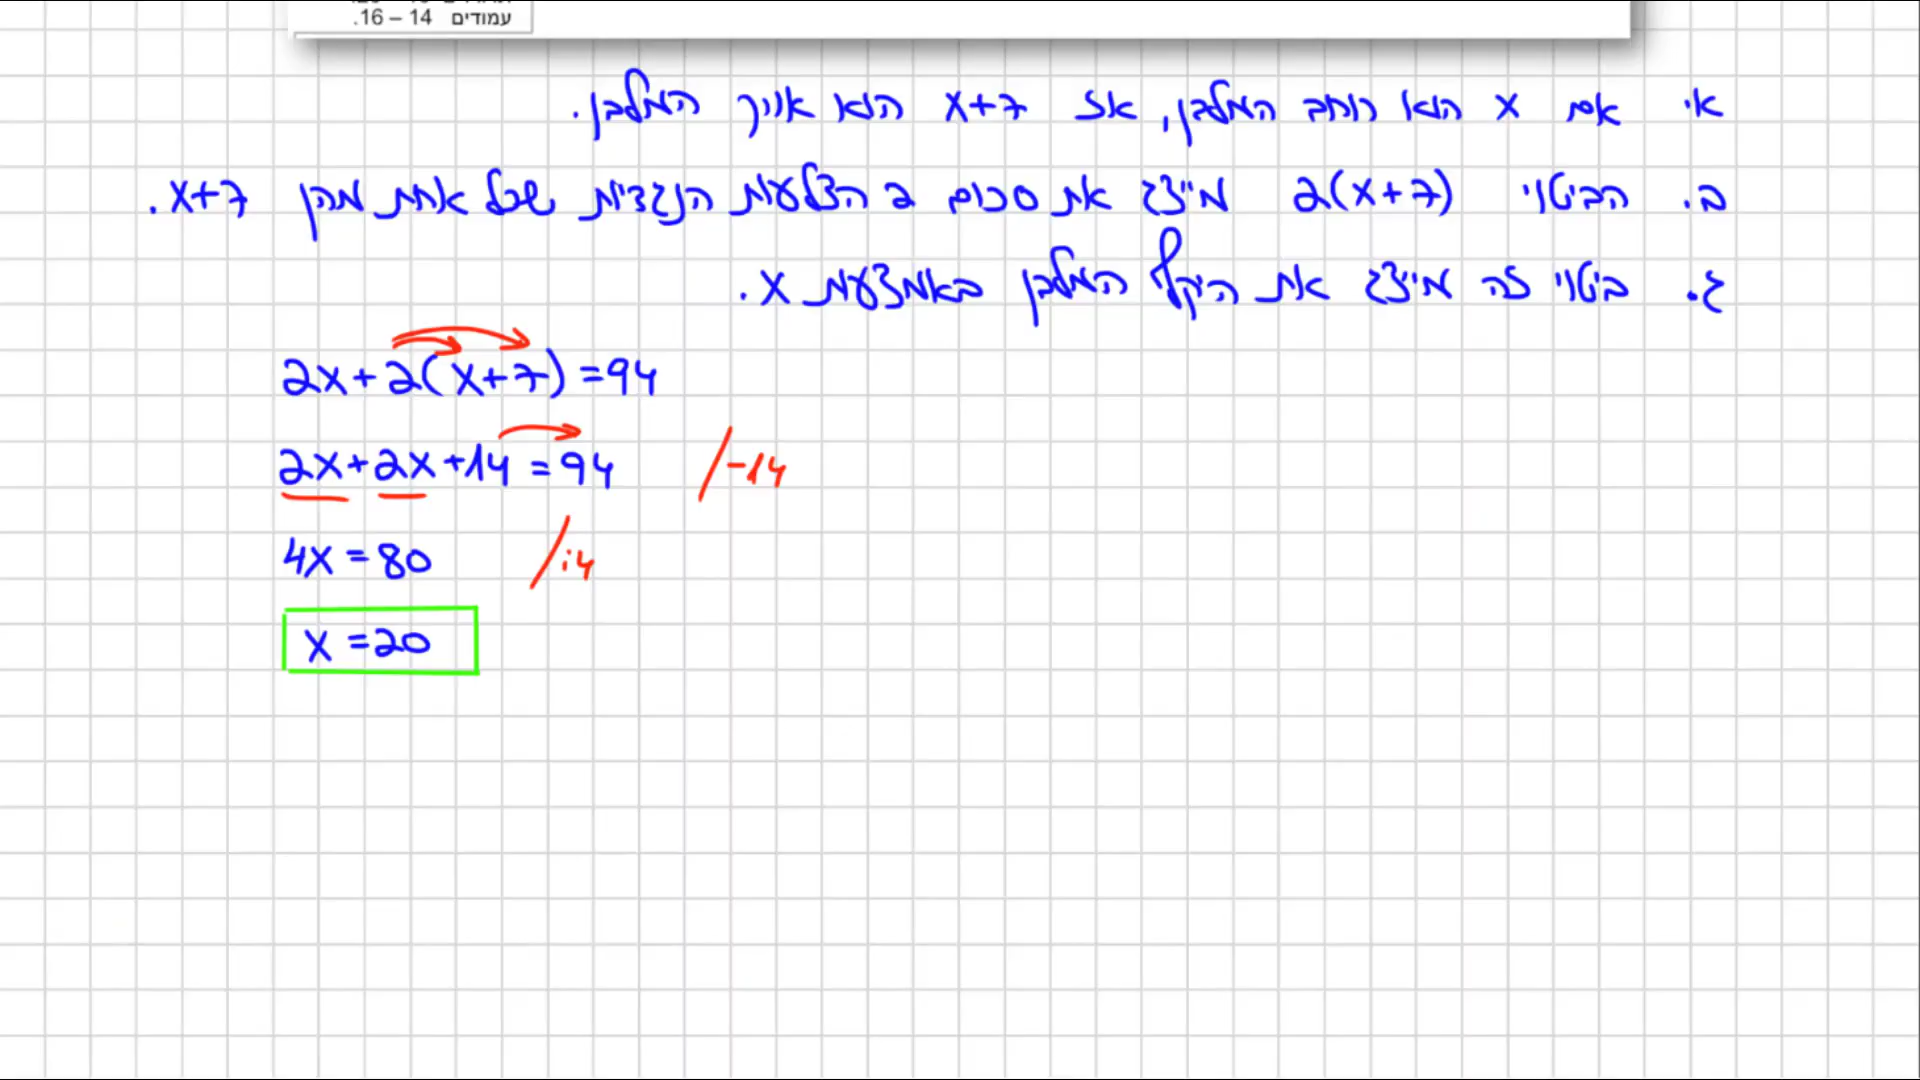 עמודים 14 – 16.
א. אם x הוא רוחב המלבן, אז x+7 הוא אורך המלבן.
ב. הביטוי 2(x+7) מייצג את סכום 2 הצלעות הנגדיות שכל אחת מהן x+7.
ג. ביטוי זה מייצג את היקף המלבן באמצעות x.
2x+2(x+7)=94
2x+2x+14=94 /-14
4x=80 /:4
x=20